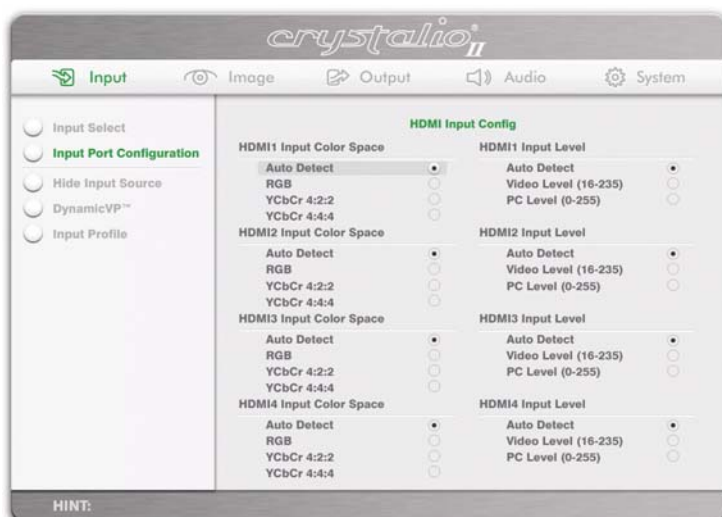 crystalio® II
Input
Image
Output
Audio
System
Input Select
Input Port Configuration
Hide Input Source
DynamicVP™
Input Profile
HDMI Input Config
HDMI1 Input Color Space
Auto Detect
RGB
YCbCr 4:2:2
YCbCr 4:4:4
HDMI1 Input Level
Auto Detect
Video Level (16-235)
PC Level (0-255)
HDMI2 Input Color Space
Auto Detect
RGB
YCbCr 4:2:2
YCbCr 4:4:4
HDMI2 Input Level
Auto Detect
Video Level (16-235)
PC Level (0-255)
HDMI3 Input Color Space
Auto Detect
RGB
YCbCr 4:2:2
YCbCr 4:4:4
HDMI3 Input Level
Auto Detect
Video Level (16-235)
PC Level (0-255)
HDMI4 Input Color Space
Auto Detect
RGB
YCbCr 4:2:2
YCbCr 4:4:4
HDMI4 Input Level
Auto Detect
Video Level (16-235)
PC Level (0-255)
HINT: